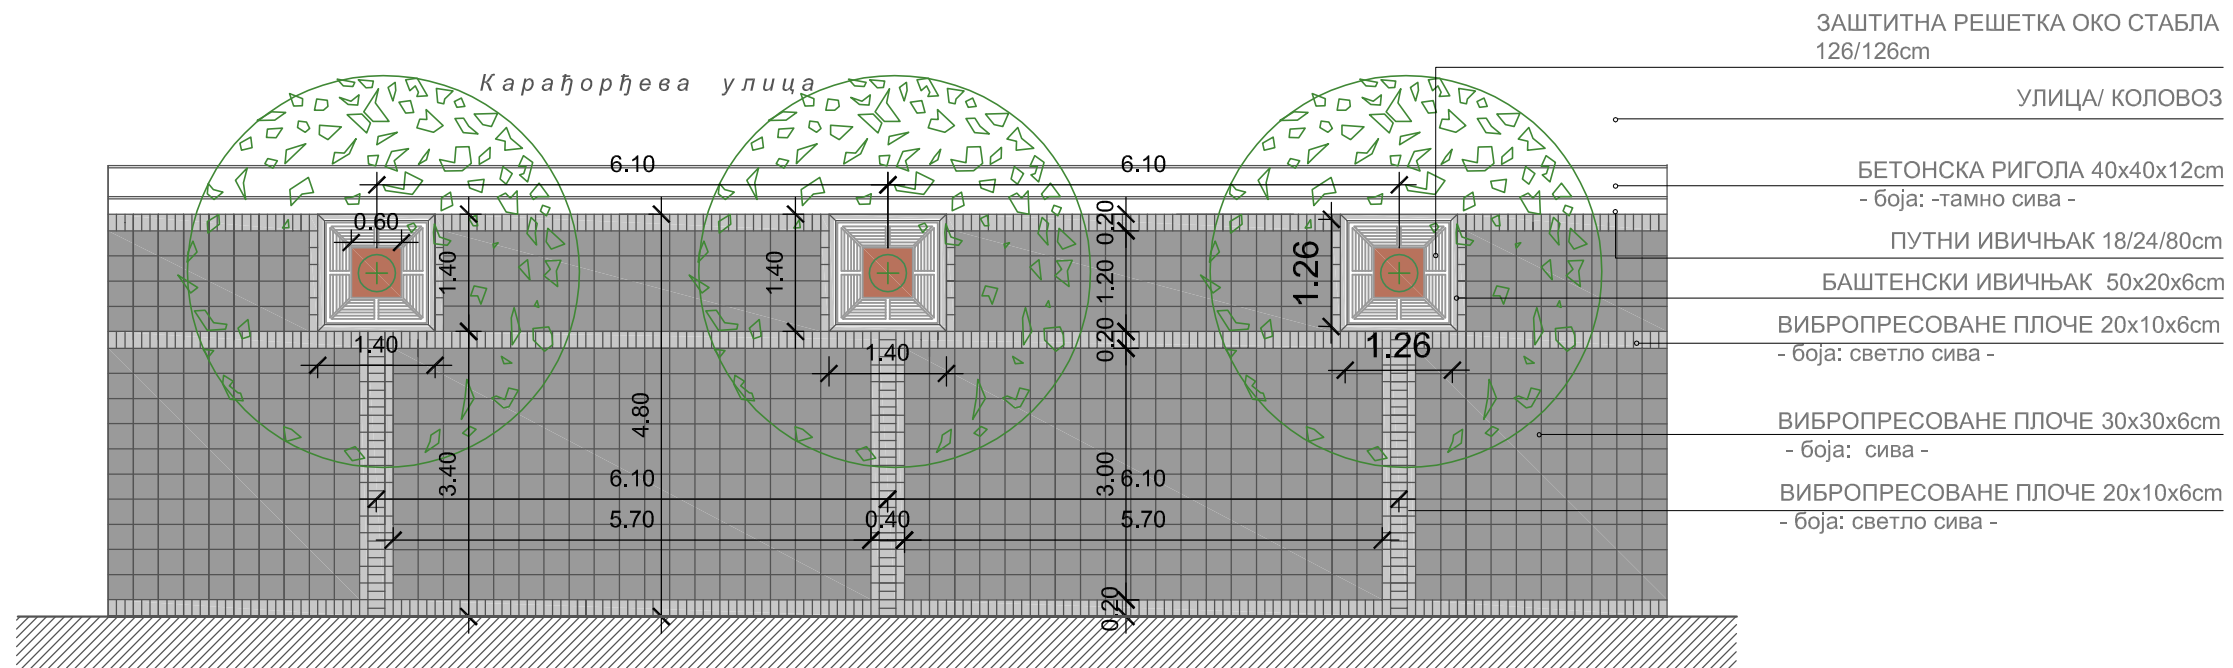 ЗАШТИТНА РЕШЕТКА ОКО СТАБЛА
126/126cm
Карађорђева улица
УЛИЦА/ КОЛОВОЗ
6.10
6.10
БЕТОНСКА РИГОЛА 40x40x12cm
- боја: -тамно сива -
0.60
0.20
ПУТНИ ИВИЧЊАК 18/24/80cm
1.40
1.40
1.20
1.26
БАШТЕНСКИ ИВИЧЊАК 50x20x6cm
ВИБРОПРЕСОВАНЕ ПЛОЧЕ 20x10x6cm
- боја: светло сива -
1.40
1.40
0.20
1.26
4.80
ВИБРОПРЕСОВАНЕ ПЛОЧЕ 30x30x6cm
- боја: сива -
3.40
6.10
3.00
6.10
ВИБРОПРЕСОВАНЕ ПЛОЧЕ 20x10x6cm
- боја: светло сива -
5.70
0.40
5.70
0.20